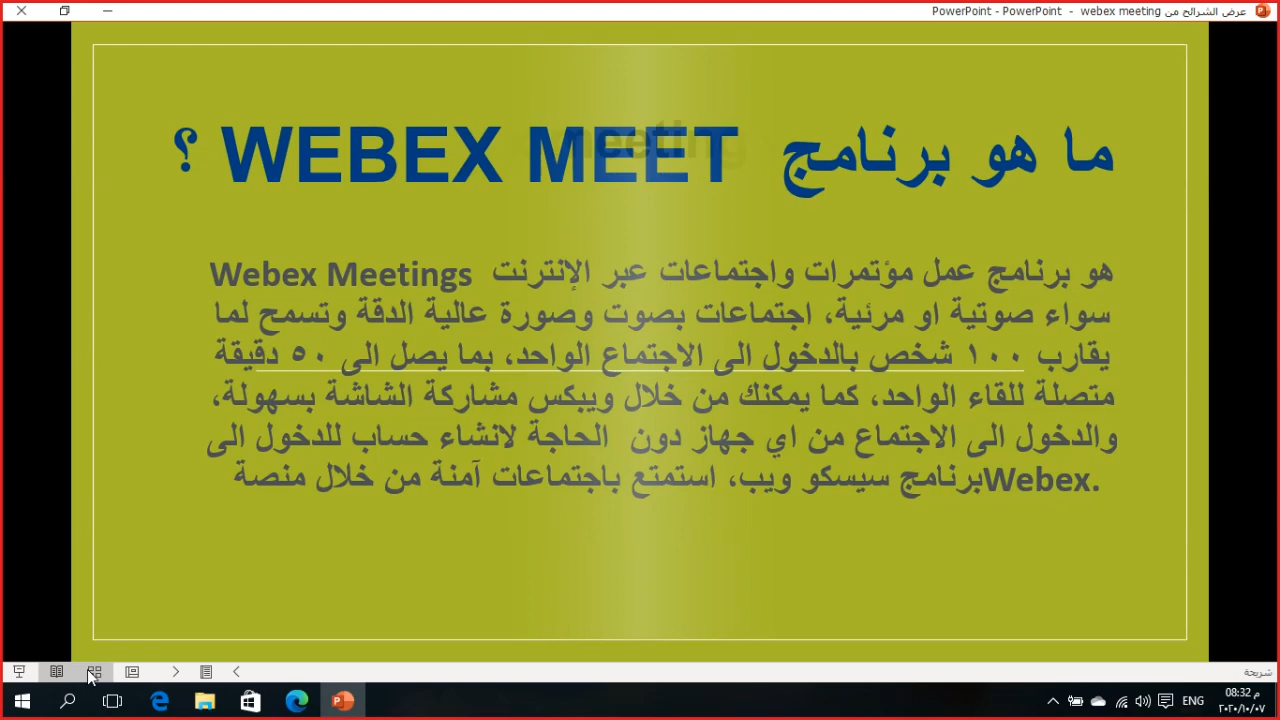 عرض الشرائح من PowerPoint - PowerPoint - webex meeting
meeting
ما هو برنامج WEBEX MEET ؟
هو برنامج عمل مؤتمرات واجتماعات عبر الإنترنت Webex Meetings
سواء صوتية او مرئية، اجتماعات بصوت وصورة عالية الدقة وتسمح لما
يقارب ١٠٠ شخص بالدخول الى الاجتماع الواحد، بما يصل الى ٥٠ دقيقة
متصلة للقاء الواحد، كما يمكنك من خلال ويبكس مشاركة الشاشة بسهولة،
والدخول الى الاجتماع من اي جهاز دون الحاجة لانشاء حساب للدخول الى
Webex.برنامج سيسكو ويب، استمتع باجتماعات آمنة من خلال منصة
شريحة
ENG
08:32 م
٢٠٢٠/١٠/٠٧